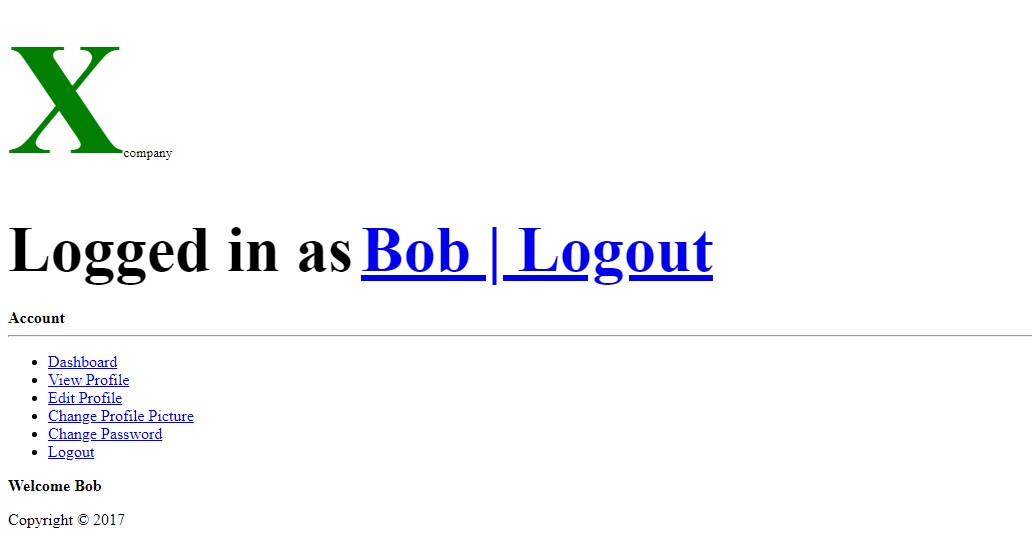 Xcompany
Logged in as Bob | Logout
Account
Dashboard
View Profile
Edit Profile
Change Profile Picture
Change Password
Logout
Welcome Bob
Copyright © 2017